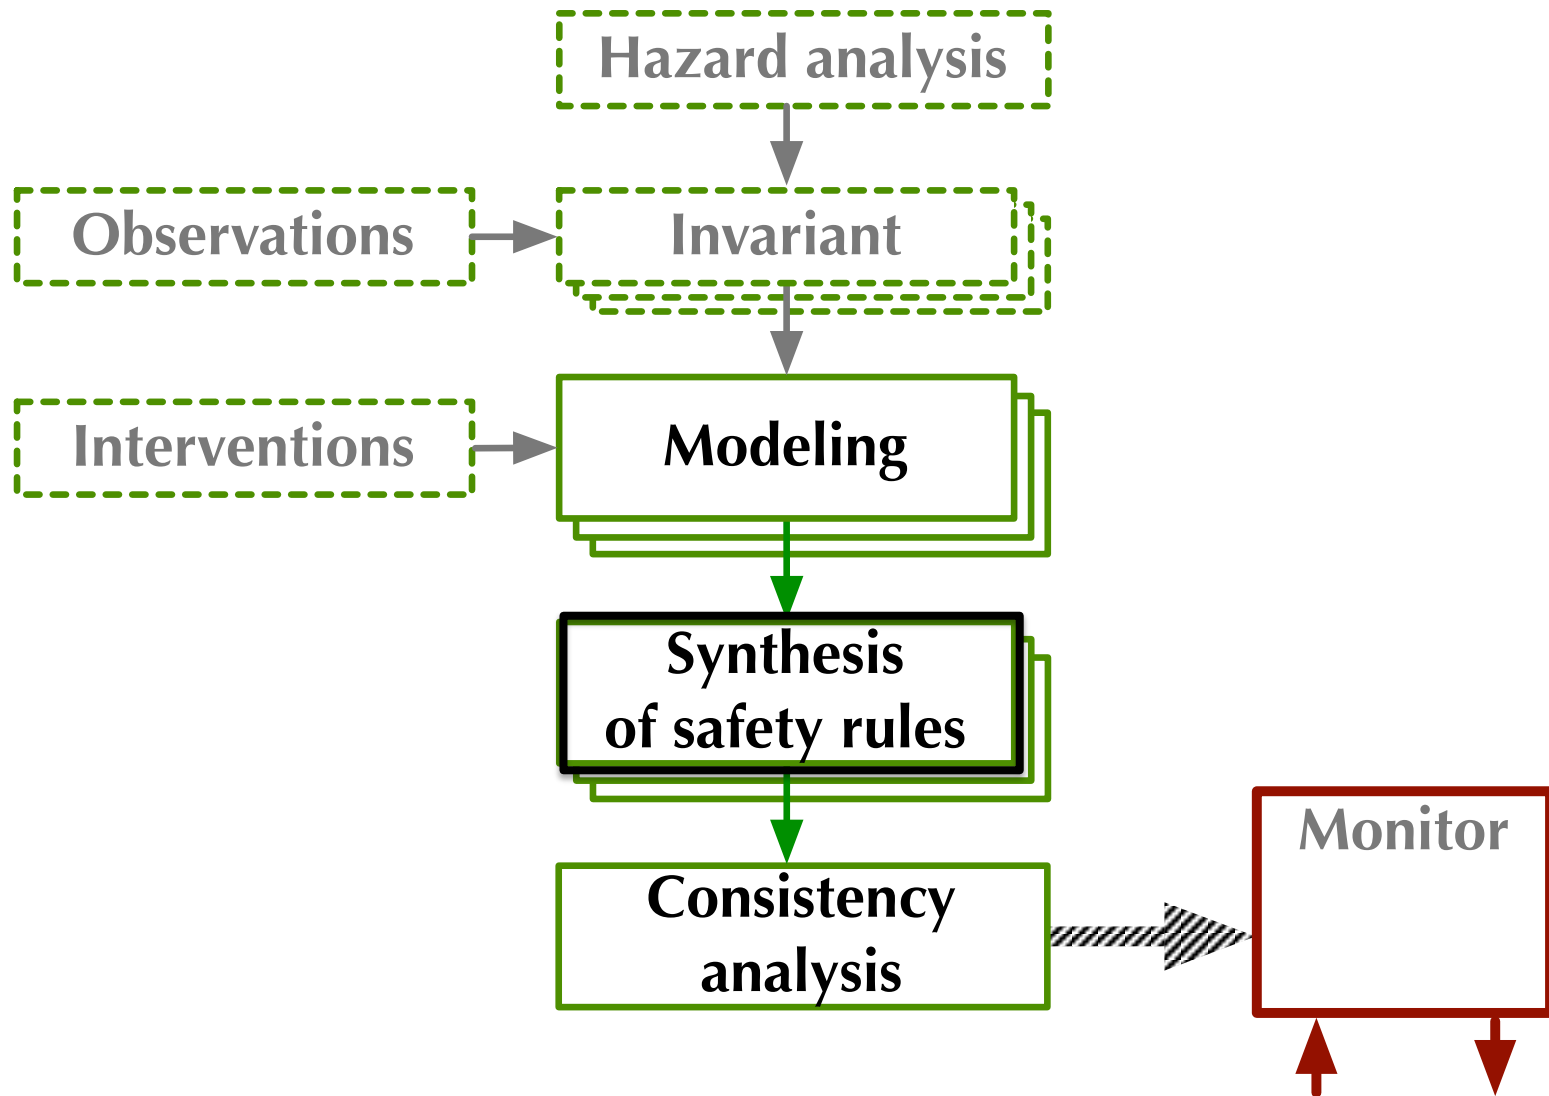 Hazard analysis
Observations
Invariant
Interventions
Modeling
Synthesis
of safety rules
Monitor
Consistency
analysis